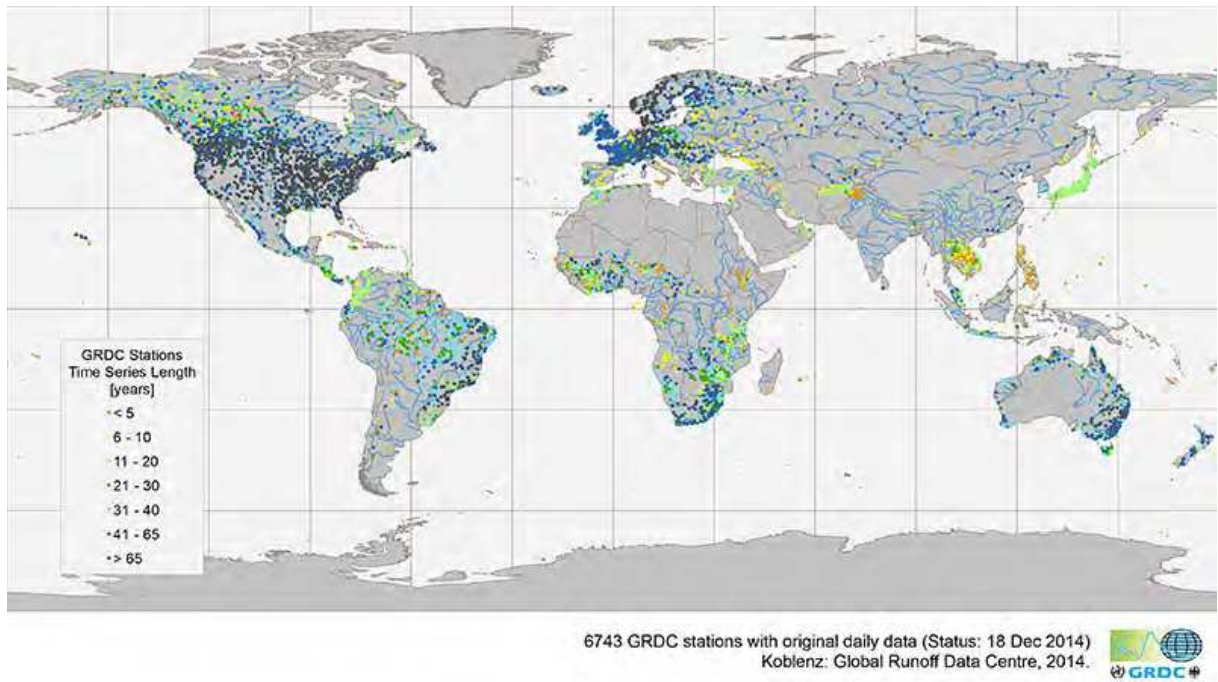 GRDC Stations
Time Series Length
[years]
< 5
6 - 10
11 - 20
21 - 30
31 - 40
41 - 65
> 65
6743 GRDC stations with original daily data (Status: 18 Dec 2014)
Koblenz: Global Runoff Data Centre, 2014.
GRDC